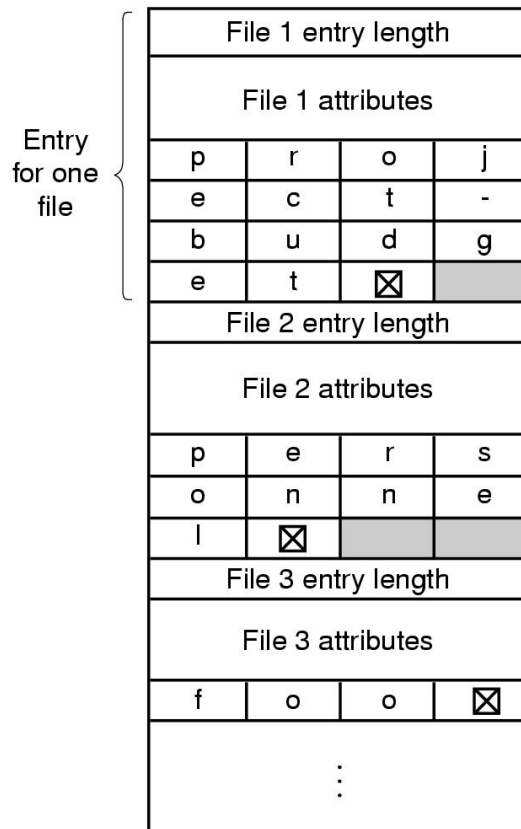 File 1 entry length
File 1 attributes
Entry
for one
file
p r o j
e c t -
b u d g
e t ☒
File 2 entry length
File 2 attributes
p e r s
o n n e
l ☒
File 3 entry length
File 3 attributes
f o o ☒
⋮